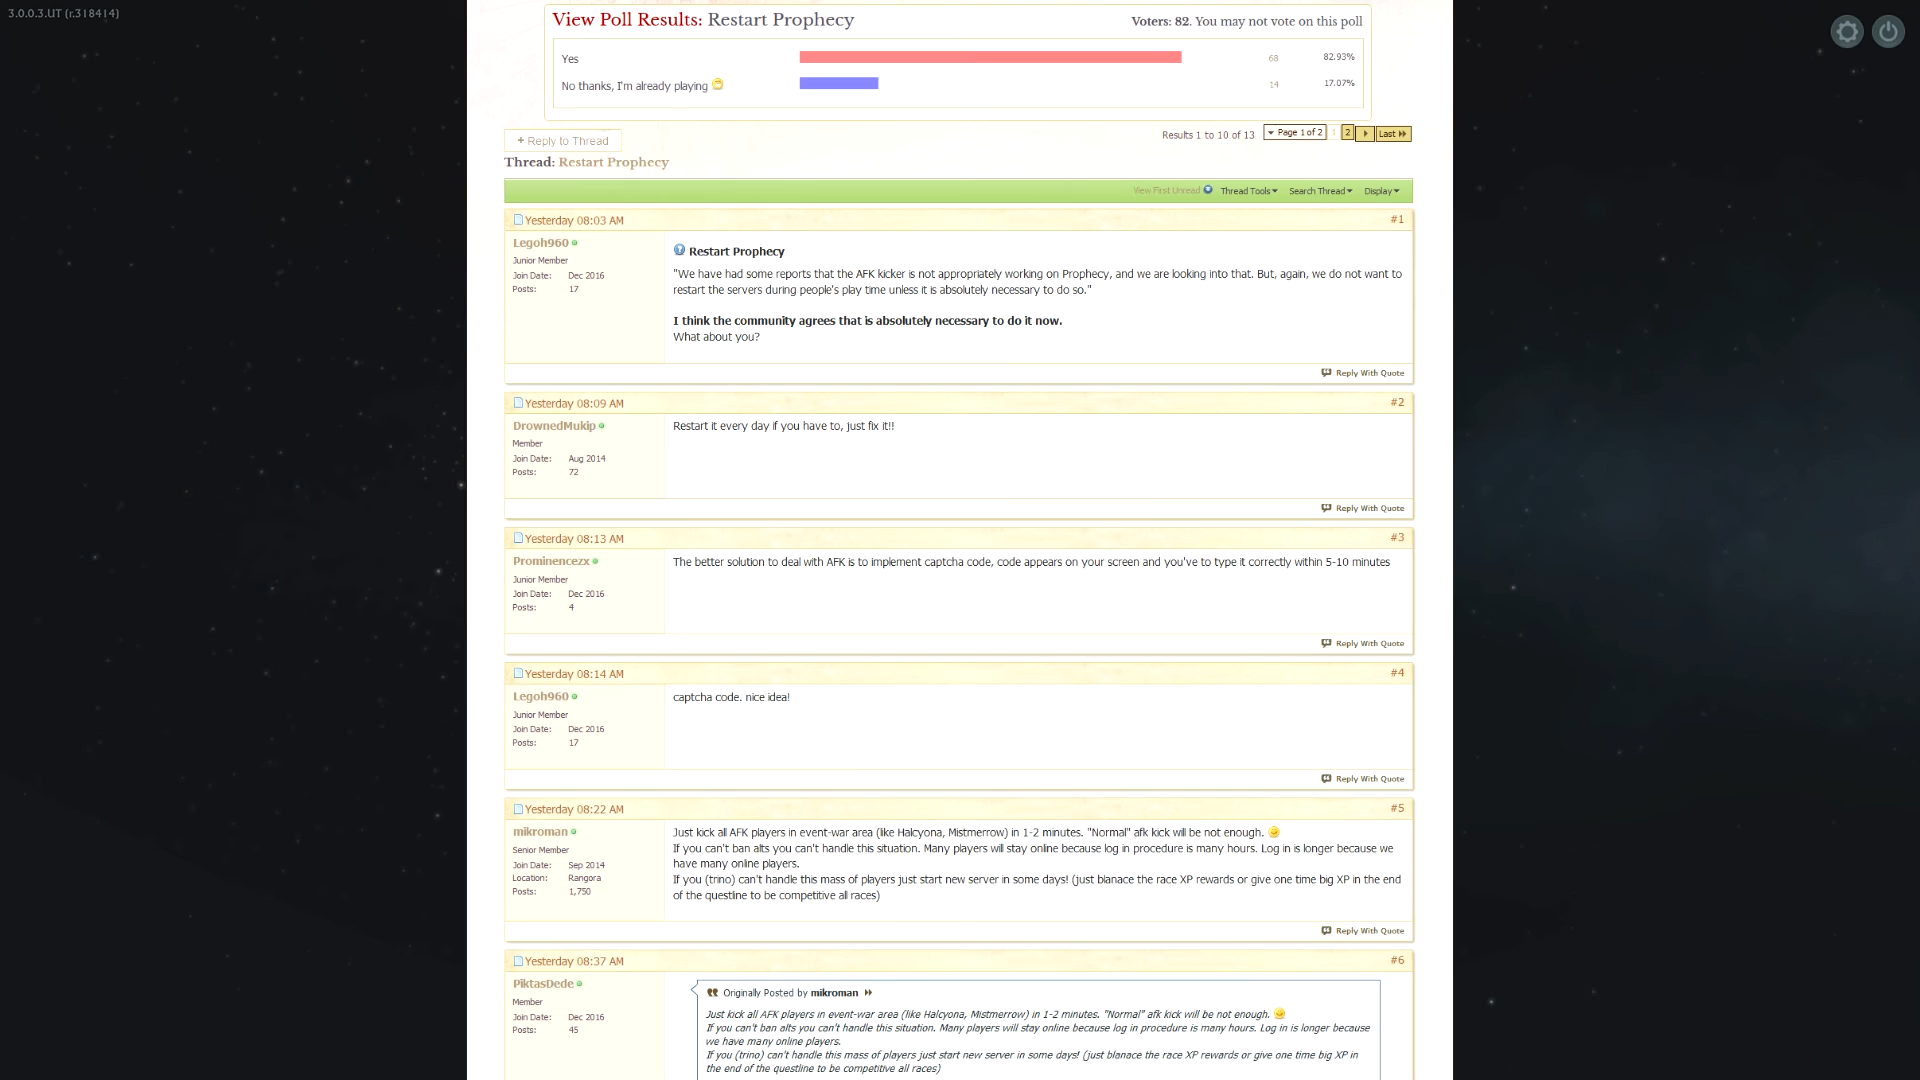 3.0.0.3.UT (r.318414)
View Poll Results: Restart Prophecy
Voters: 82. You may not vote on this poll
Yes
68
82.93%
No thanks, I'm already playing
14
17.07%
+ Reply to Thread
Results 1 to 10 of 13
Page 1 of 2
1
2
Last
Thread: Restart Prophecy
View First Unread
Thread Tools
Search Thread
Display
Yesterday 08:03 AM
#1
Legoh960
Junior Member
Join Date: Dec 2016
Posts: 17
Restart Prophecy
"We have had some reports that the AFK kicker is not appropriately working on Prophecy, and we are looking into that. But, again, we do not want to
restart the servers during people's play time unless it is absolutely necessary to do so."
I think the community agrees that is absolutely necessary to do it now.
What about you?
Reply With Quote
Yesterday 08:09 AM
#2
DrownedMukip
Member
Join Date: Aug 2014
Posts: 72
Restart it every day if you have to, just fix it!!
Reply With Quote
Yesterday 08:13 AM
#3
Prominencezx
Junior Member
Join Date: Dec 2016
Posts: 4
The better solution to deal with AFK is to implement captcha code, code appears on your screen and you've to type it correctly within 5-10 minutes
Reply With Quote
Yesterday 08:14 AM
#4
Legoh960
Junior Member
Join Date: Dec 2016
Posts: 17
captcha code. nice idea!
Reply With Quote
Yesterday 08:22 AM
#5
mikroman
Senior Member
Join Date: Sep 2014
Location: Rangora
Posts: 1,750
Just kick all AFK players in event-war area (like Halcyona, Mistmerrow) in 1-2 minutes. "Normal" afk kick will be not enough.
If you can't ban alts you can't handle this situation. Many players will stay online because log in procedure is many hours. Log in is longer because we
have many online players.
If you (trino) can't handle this mass of players just start new server in some days! (just blanace the race XP rewards or give one time big XP in the end
of the questline to be competitive all races)
Reply With Quote
Yesterday 08:37 AM
#6
PiktasDede
Member
Join Date: Dec 2016
Posts: 45
Originally Posted by mikroman
Just kick all AFK players in event-war area (like Halcyona, Mistmerrow) in 1-2 minutes. "Normal" afk kick will be not enough.
If you can't ban alts you can't handle this situation. Many players will stay online because log in procedure is many hours. Log in is longer because
we have many online players.
If you (trino) can't handle this mass of players just start new server in some days! (just blanace the race XP rewards or give one time big XP in
the end of the questline to be competitive all races)